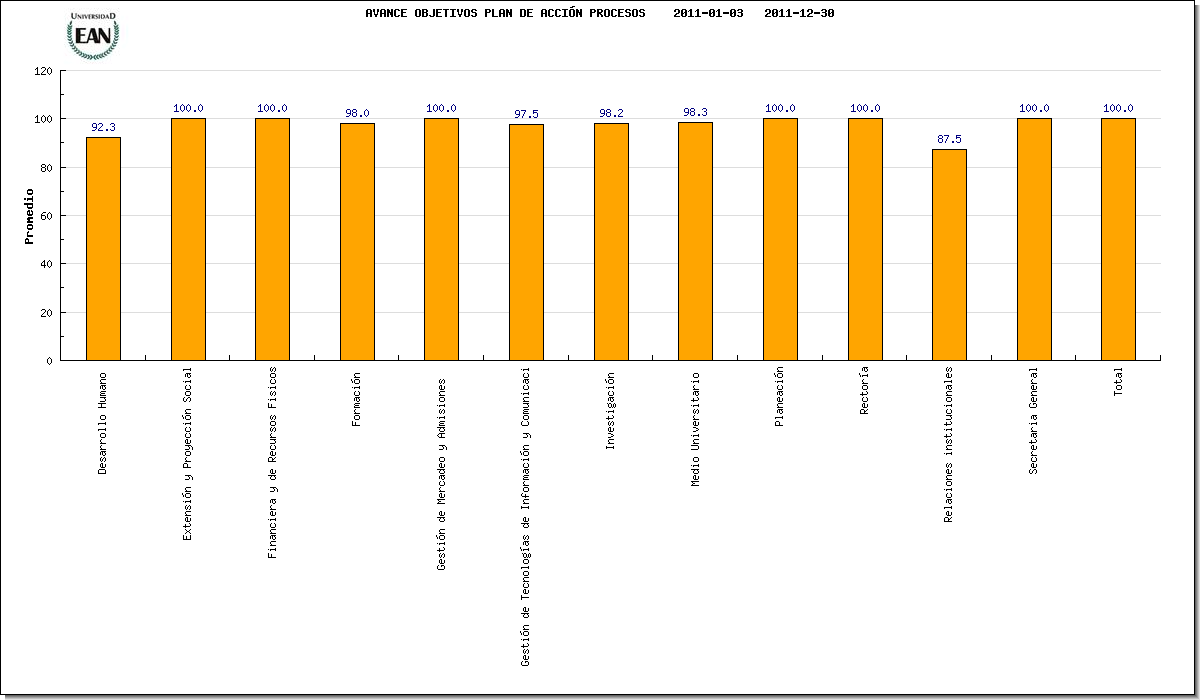 UNIVERSIDAD
EAN
AVANCE OBJETIVOS PLAN DE ACCIÓN PROCESOS 2011-01-03 2011-12-30
Promedio
120
100
80
60
40
20
0
92.3
100.0
100.0
98.0
100.0
97.5
98.2
98.3
100.0
100.0
87.5
100.0
100.0
Desarrollo Humano
Extensión y Proyección Social
Financiera y de Recursos Fisicos
Formación
Gestión de Mercadeo y Admisiones
Gestión de Tecnologías de Información y Comunicaci
Investigación
Medio Universitario
Planeación
Rectoría
Relaciones institucionales
Secretaria General
Total